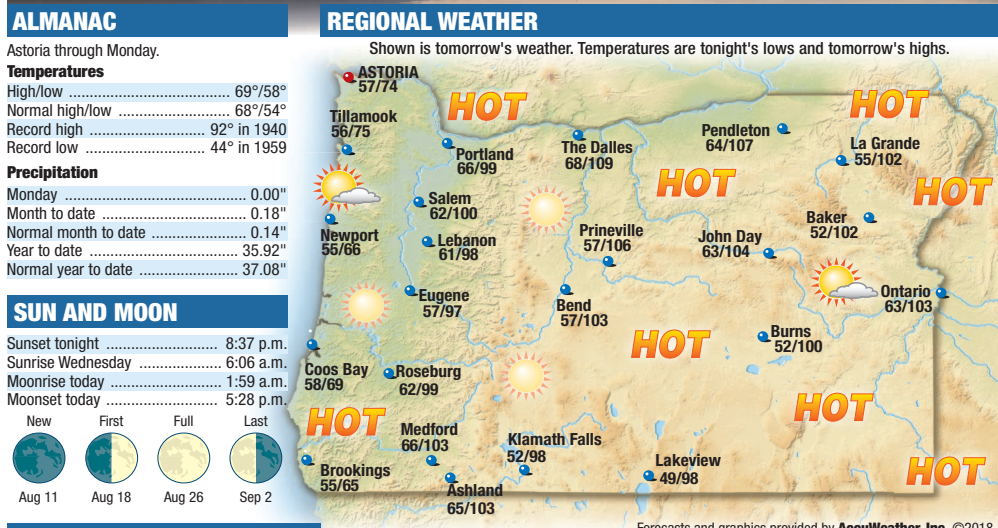 ALMANAC
Astoria through Monday.
Temperatures
High/low ........................................ 69°/58°
Normal high/low ........................... 68°/54°
Record high ............................ 92° in 1940
Record low ............................. 44° in 1959
Precipitation
Monday ............................................. 0.00"
Month to date ................................... 0.18"
Normal month to date ...................... 0.14"
Year to date .................................... 35.92"
Normal year to date ........................ 37.08"
SUN AND MOON
Sunset tonight ........................... 8:37 p.m.
Sunrise Wednesday .................... 6:06 a.m.
Moonrise today ........................... 1:59 a.m.
Moonset today ........................... 5:28 p.m.
New First Full Last
Aug 11 Aug 18 Aug 26 Sep 2
REGIONAL WEATHER
Shown is tomorrow's weather. Temperatures are tonight's lows and tomorrow's highs.
ASTORIA
57/74
HOT
HOT
Tillamook
56/75
Portland
66/99
The Dalles
68/109
Pendleton
64/107
La Grande
55/102
HOT
HOT
Salem
62/100
Newport
55/66
Lebanon
61/98
Prineville
57/106
John Day
63/104
Baker
52/102
Eugene
57/97
Bend
57/103
Ontario
63/103
HOT
Burns
52/100
Coos Bay
58/69
Roseburg
62/99
HOT
HOT
Medford
66/103
Klamath Falls
52/98
Lakeview
49/98
HOT
Brookings
55/65
Ashland
65/103
Forecasts and graphics provided by AccuWeather, Inc. ©2018